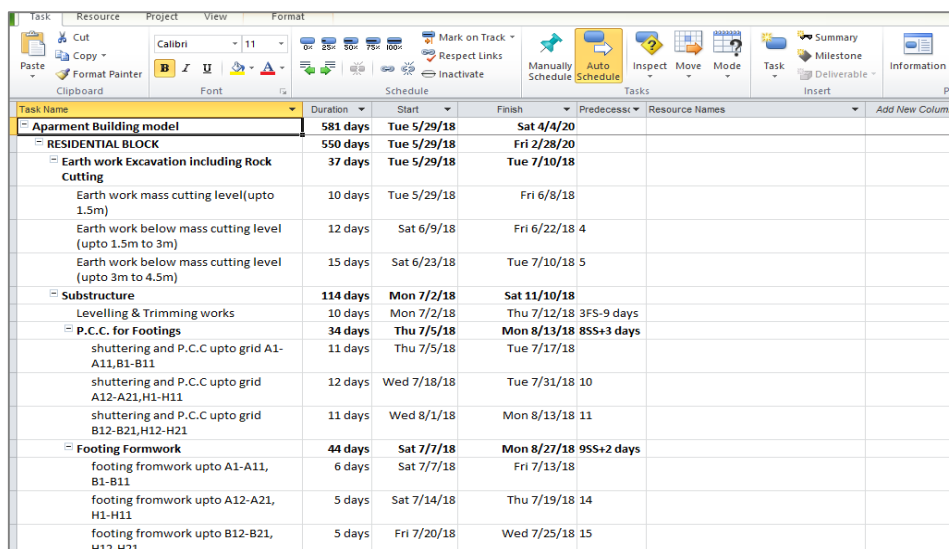 Task Resource Project View Format
Cut
Copy
Format Painter
Paste
Clipboard
Calibri 11
B I U A
Font
0× 25× 50× 75× 100×
Mark on Track
Respect Links
Inactivate
Schedule
Manually Schedule
Auto Schedule
Inspect Move Mode
Tasks
Task
Summary
Milestone
Deliverable
Insert
Information
P
Task Name Duration Start Finish Predecessc Resource Names Add New Colum
Aparment Building model 581 days Tue 5/29/18 Sat 4/4/20
RESIDENTIAL BLOCK 550 days Tue 5/29/18 Fri 2/28/20
Earth work Excavation including Rock 37 days Tue 5/29/18 Tue 7/10/18
Cutting
Earth work mass cutting level(upto 10 days Tue 5/29/18 Fri 6/8/18
1.5m)
Earth work below mass cutting level 12 days Sat 6/9/18 Fri 6/22/18 4
(upto 1.5m to 3m)
Earth work below mass cutting level 15 days Sat 6/23/18 Tue 7/10/18 5
(upto 3m to 4.5m)
Substructure 114 days Mon 7/2/18 Sat 11/10/18
Levelling & Trimming works 10 days Mon 7/2/18 Thu 7/12/18 3FS-9 days
P.C.C. for Footings 34 days Thu 7/5/18 Mon 8/13/18 8SS+3 days
shuttering and P.C.C upto grid A1- 11 days Thu 7/5/18 Tue 7/17/18
A11,B1-B11
shuttering and P.C.C upto grid 12 days Wed 7/18/18 Tue 7/31/18 10
A12-A21,H1-H11
shuttering and P.C.C upto grid 11 days Wed 8/1/18 Mon 8/13/18 11
B12-B21,H12-H21
Footing Formwork 44 days Sat 7/7/18 Mon 8/27/18 9SS+2 days
footing fromwork upto A1-A11, 6 days Sat 7/7/18 Fri 7/13/18
B1-B11
footing fromwork upto A12-A21, 5 days Sat 7/14/18 Thu 7/19/18 14
H1-H11
footing fromwork upto B12-B21, 5 days Fri 7/20/18 Wed 7/25/18 15
H12-H21